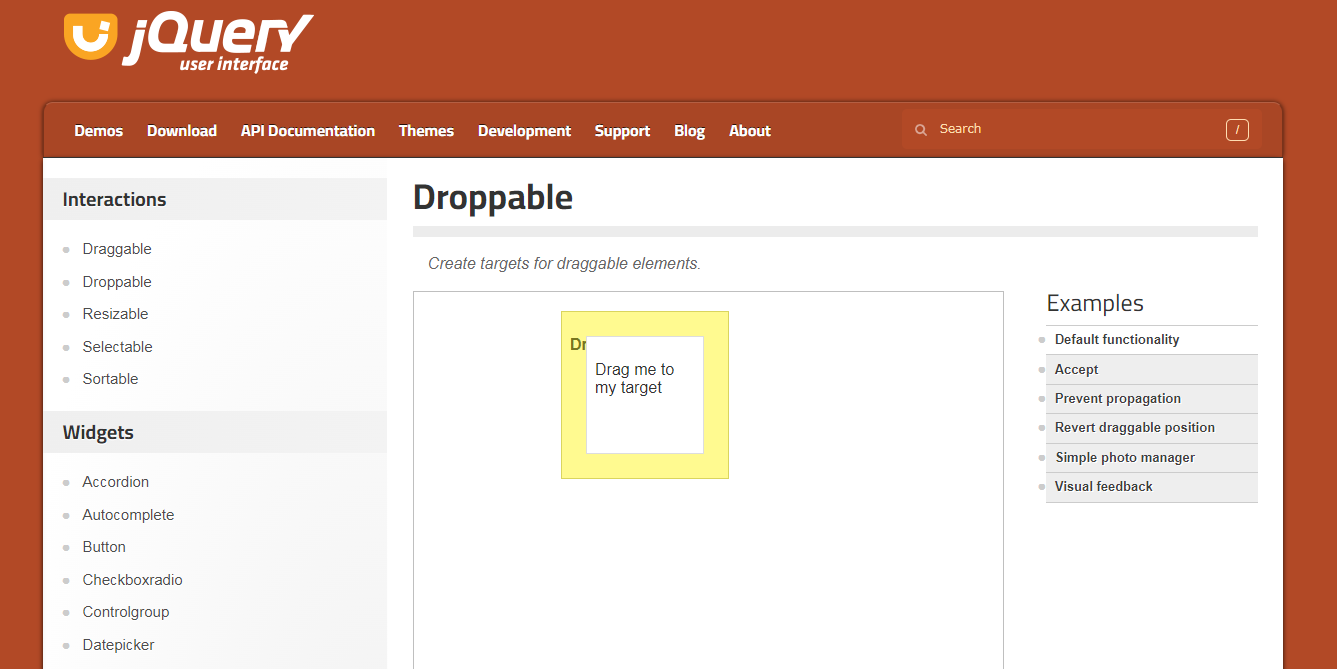 jQuery
user interface
Demos Download API Documentation Themes Development Support Blog About Search /
Interactions
Draggable
Droppable
Resizable
Selectable
Sortable
Widgets
Accordion
Autocomplete
Button
Checkboxradio
Controlgroup
Datepicker
Droppable
Create targets for draggable elements.
Dr
Drag me to
my target
Examples
Default functionality
Accept
Prevent propagation
Revert draggable position
Simple photo manager
Visual feedback